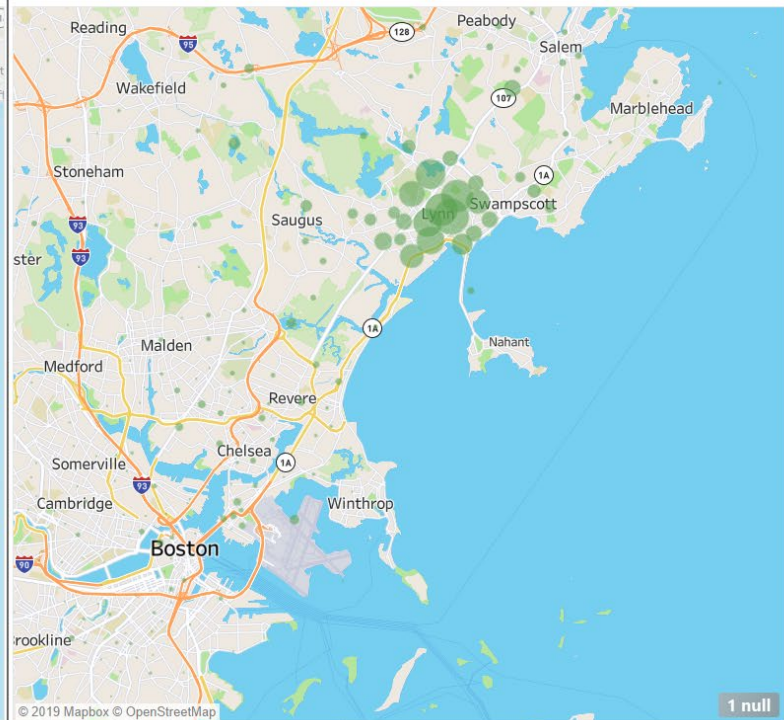 Peabody
Reading
128
95
Salem
Wakefield
107
Marblehead
Stoneham
1A
Swampscott
Lynn
Saugus
93
93
ster
1A
Nahant
Malden
Medford
Revere
Chelsea
1A
Somerville
93
Cambridge
Winthrop
Boston
90
rookline
© 2019 Mapbox © OpenStreetMap
1 null